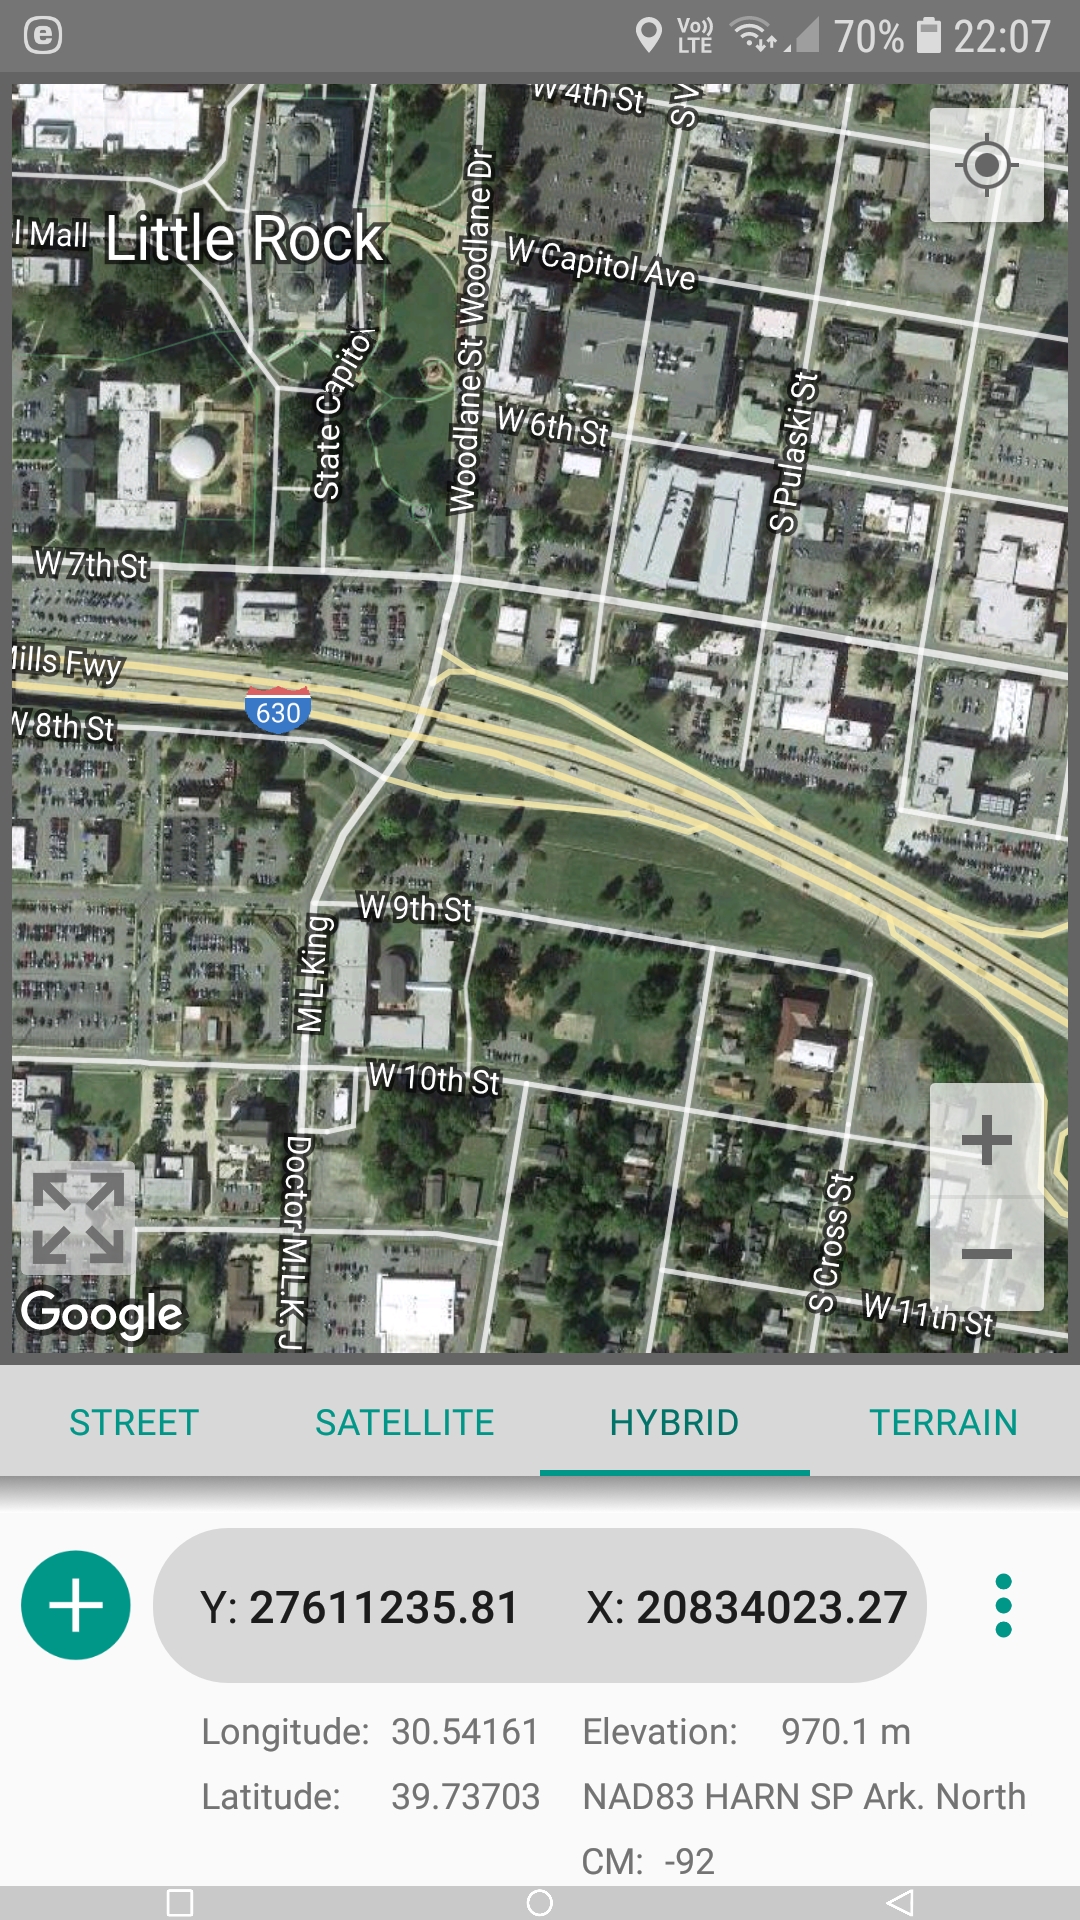 Vo)) LTE 70% 22:07
W 4th St
S V
l Mall
Little Rock
Woodlane Dr
W Capitol Ave
State Capitol
Woodlane St
W 6th St
S Pulaski St
W 7th St
Mills Fwy
630
W 8th St
W 9th St
M L King
W 10th St
Doctor M.L.K. J
S Cross St
W 11th St
Google
STREET SATELLITE HYBRID TERRAIN
Y: 27611235.81 X: 20834023.27
Longitude: 30.54161 Elevation: 970.1 m
Latitude: 39.73703 NAD83 HARN SP Ark. North
CM: -92